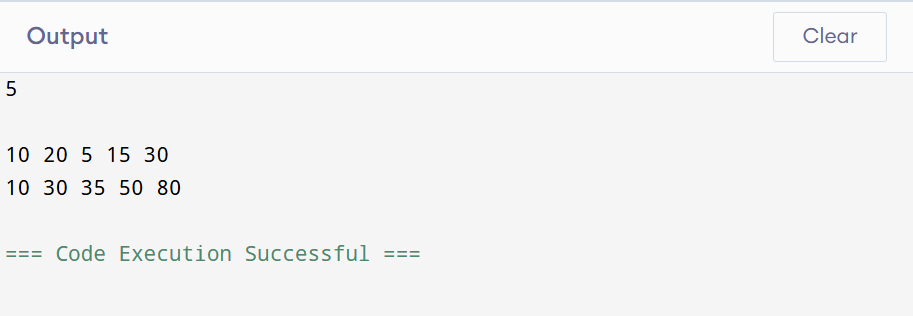 Output
Clear
5
10 20 5 15 30
10 30 35 50 80
=== Code Execution Successful ===